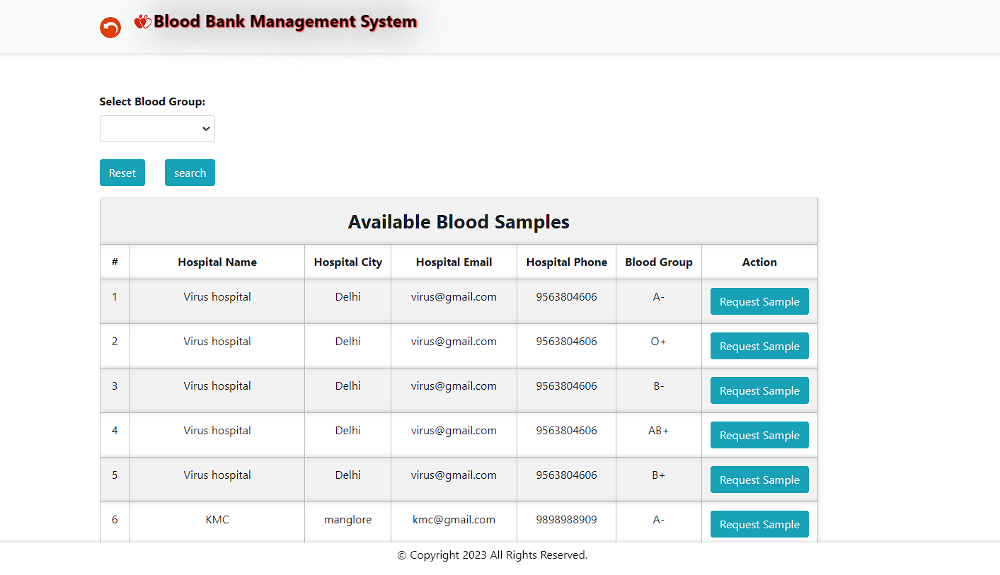 Blood Bank Management System
Select Blood Group:
Reset search
Available Blood Samples
# Hospital Name Hospital City Hospital Email Hospital Phone Blood Group Action
1 Virus hospital Delhi virus@gmail.com 9563804606 A- Request Sample
2 Virus hospital Delhi virus@gmail.com 9563804606 O+ Request Sample
3 Virus hospital Delhi virus@gmail.com 9563804606 B- Request Sample
4 Virus hospital Delhi virus@gmail.com 9563804606 AB+ Request Sample
5 Virus hospital Delhi virus@gmail.com 9563804606 B+ Request Sample
6 KMC manglore kmc@gmail.com 9898988909 A- Request Sample
© Copyright 2023 All Rights Reserved.